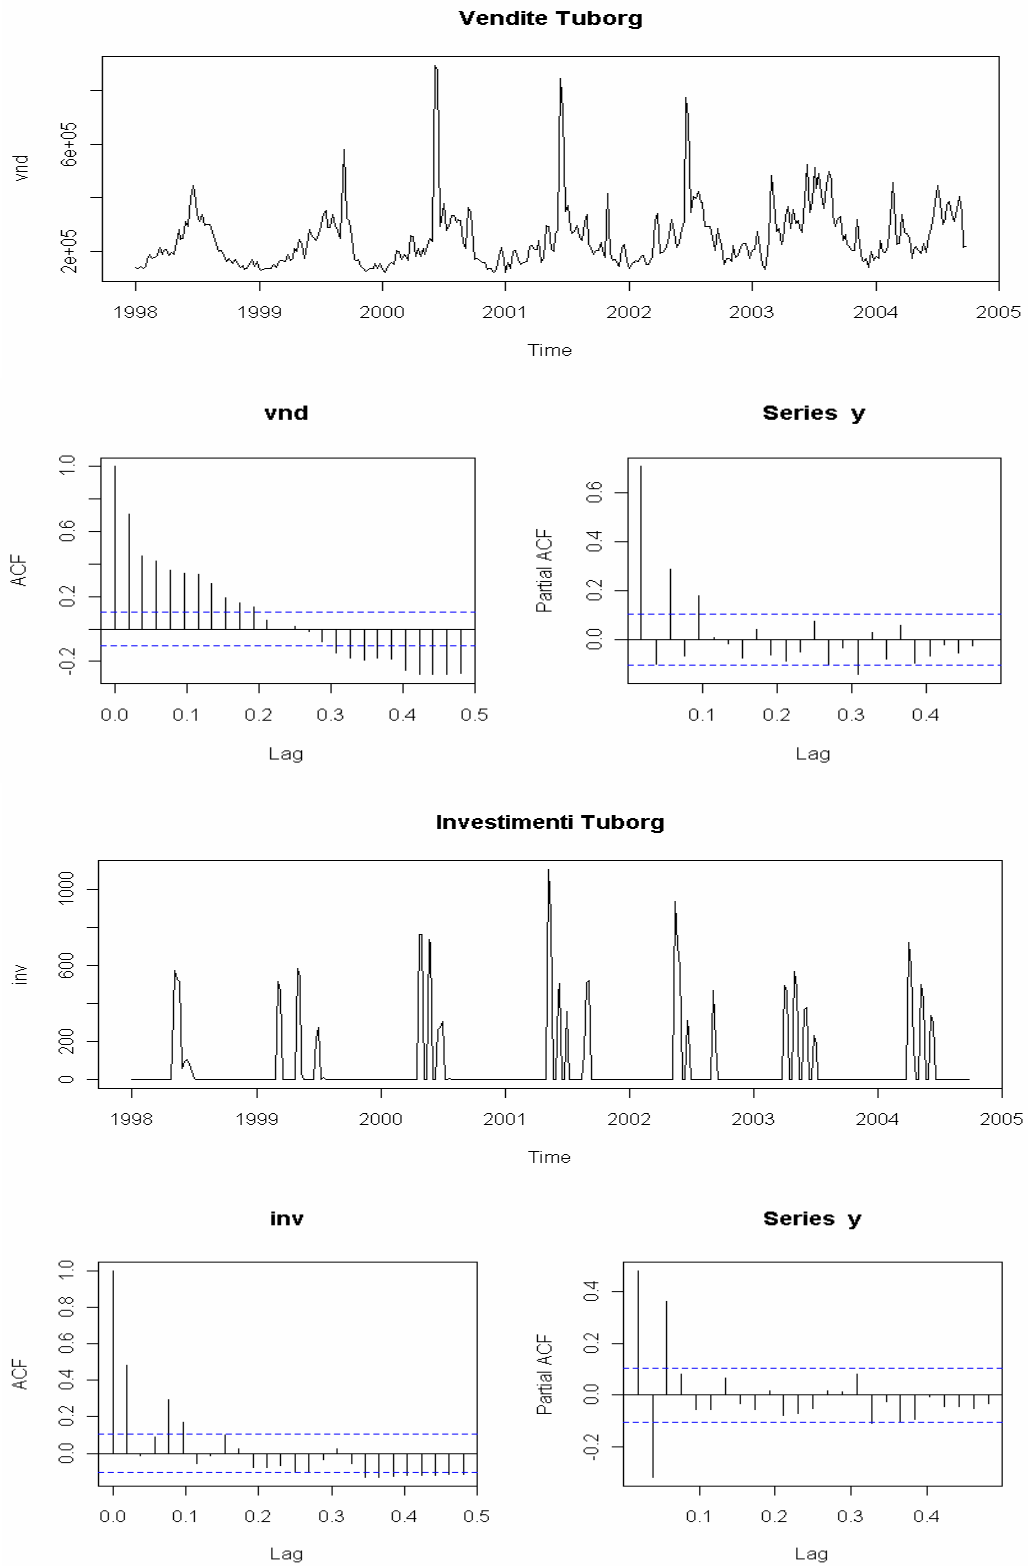 Vendite Tuborg
vnd
6e+05
2e+05
1998 1999 2000 2001 2002 2003 2004 2005
Time
vnd
ACF
1.0
0.6
0.2
-0.2
0.0 0.1 0.2 0.3 0.4 0.5
Lag
Series y
Partial ACF
0.6
0.4
0.2
0.0
0.1 0.2 0.3 0.4
Lag
Investimenti Tuborg
inv
1000
600
200
0
1998 1999 2000 2001 2002 2003 2004 2005
Time
inv
ACF
1.0
0.8
0.6
0.4
0.2
0.0
0.0 0.1 0.2 0.3 0.4 0.5
Lag
Series y
Partial ACF
0.4
0.2
0.0
-0.2
0.1 0.2 0.3 0.4
Lag